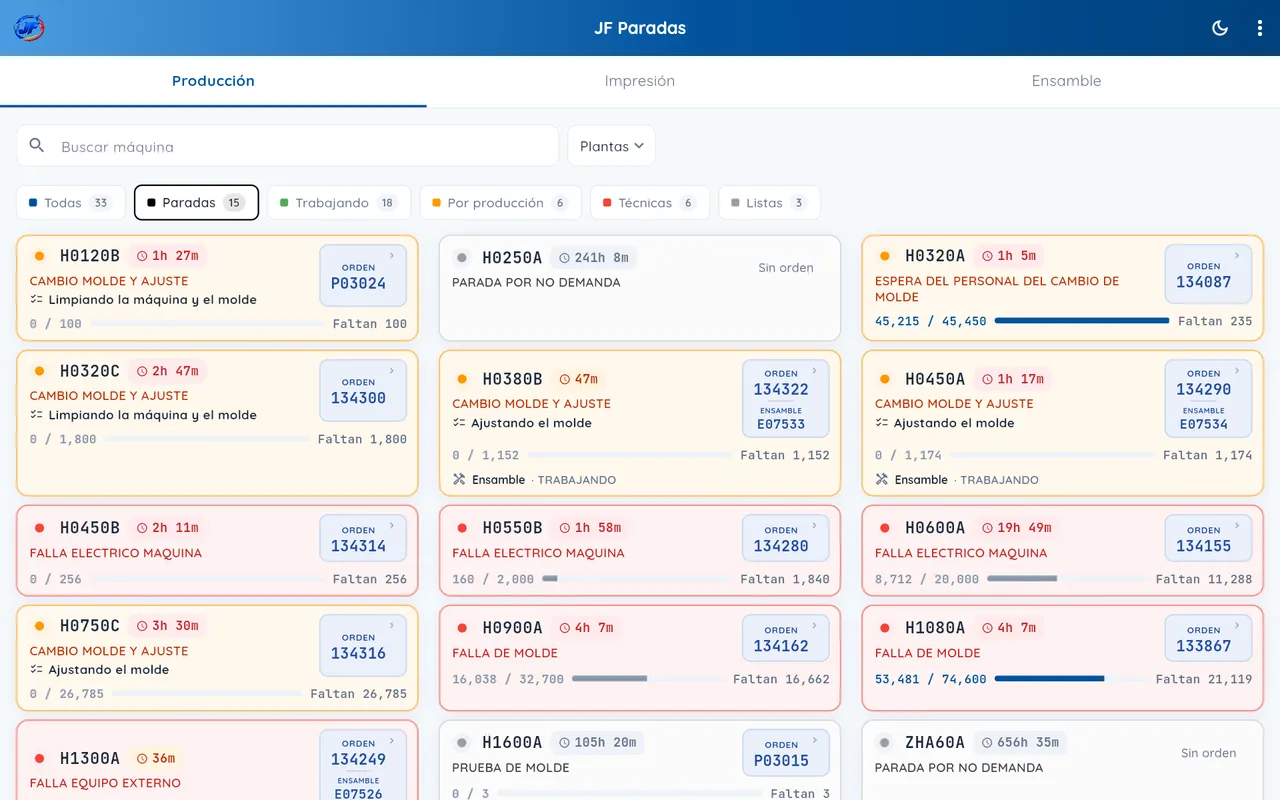 JF
JF Paradas
Producción
Impresión
Ensamble
Buscar máquina
Plantas
Todas 33
Paradas 15
Trabajando 18
Por producción 6
Técnicas 6
Listas 3
H0120B 1h 27m
ORDEN
P03024
CAMBIO MOLDE Y AJUSTE
Limpiando la máquina y el molde
0 / 100
Faltan 100
H0250A 241h 8m
Sin orden
PARADA POR NO DEMANDA
H0320A 1h 5m
ORDEN
134087
ESPERA DEL PERSONAL DEL CAMBIO DE
MOLDE
45,215 / 45,450
Faltan 235
H0320C 2h 47m
ORDEN
134300
CAMBIO MOLDE Y AJUSTE
Limpiando la máquina y el molde
0 / 1,800
Faltan 1,800
H0380B 47m
ORDEN
134322
ENSAMBLE
E07533
CAMBIO MOLDE Y AJUSTE
Ajustando el molde
0 / 1,152
Faltan 1,152
Ensamble · TRABAJANDO
H0450A 1h 17m
ORDEN
134290
ENSAMBLE
E07534
CAMBIO MOLDE Y AJUSTE
Ajustando el molde
0 / 1,174
Faltan 1,174
Ensamble · TRABAJANDO
H0450B 2h 11m
ORDEN
134314
FALLA ELECTRICO MAQUINA
0 / 256
Faltan 256
H0550B 1h 58m
ORDEN
134280
FALLA ELECTRICO MAQUINA
160 / 2,000
Faltan 1,840
H0600A 19h 49m
ORDEN
134155
FALLA ELECTRICO MAQUINA
8,712 / 20,000
Faltan 11,288
H0750C 3h 30m
ORDEN
134316
CAMBIO MOLDE Y AJUSTE
Ajustando el molde
0 / 26,785
Faltan 26,785
H0900A 4h 7m
ORDEN
134162
FALLA DE MOLDE
16,038 / 32,700
Faltan 16,662
H1080A 4h 7m
ORDEN
133867
FALLA DE MOLDE
53,481 / 74,600
Faltan 21,119
H1300A 36m
ORDEN
134249
ENSAMBLE
E07526
FALLA EQUIPO EXTERNO
H1600A 105h 20m
ORDEN
P03015
PRUEBA DE MOLDE
0 / 3
Faltan 3
ZHA60A 656h 35m
Sin orden
PARADA POR NO DEMANDA